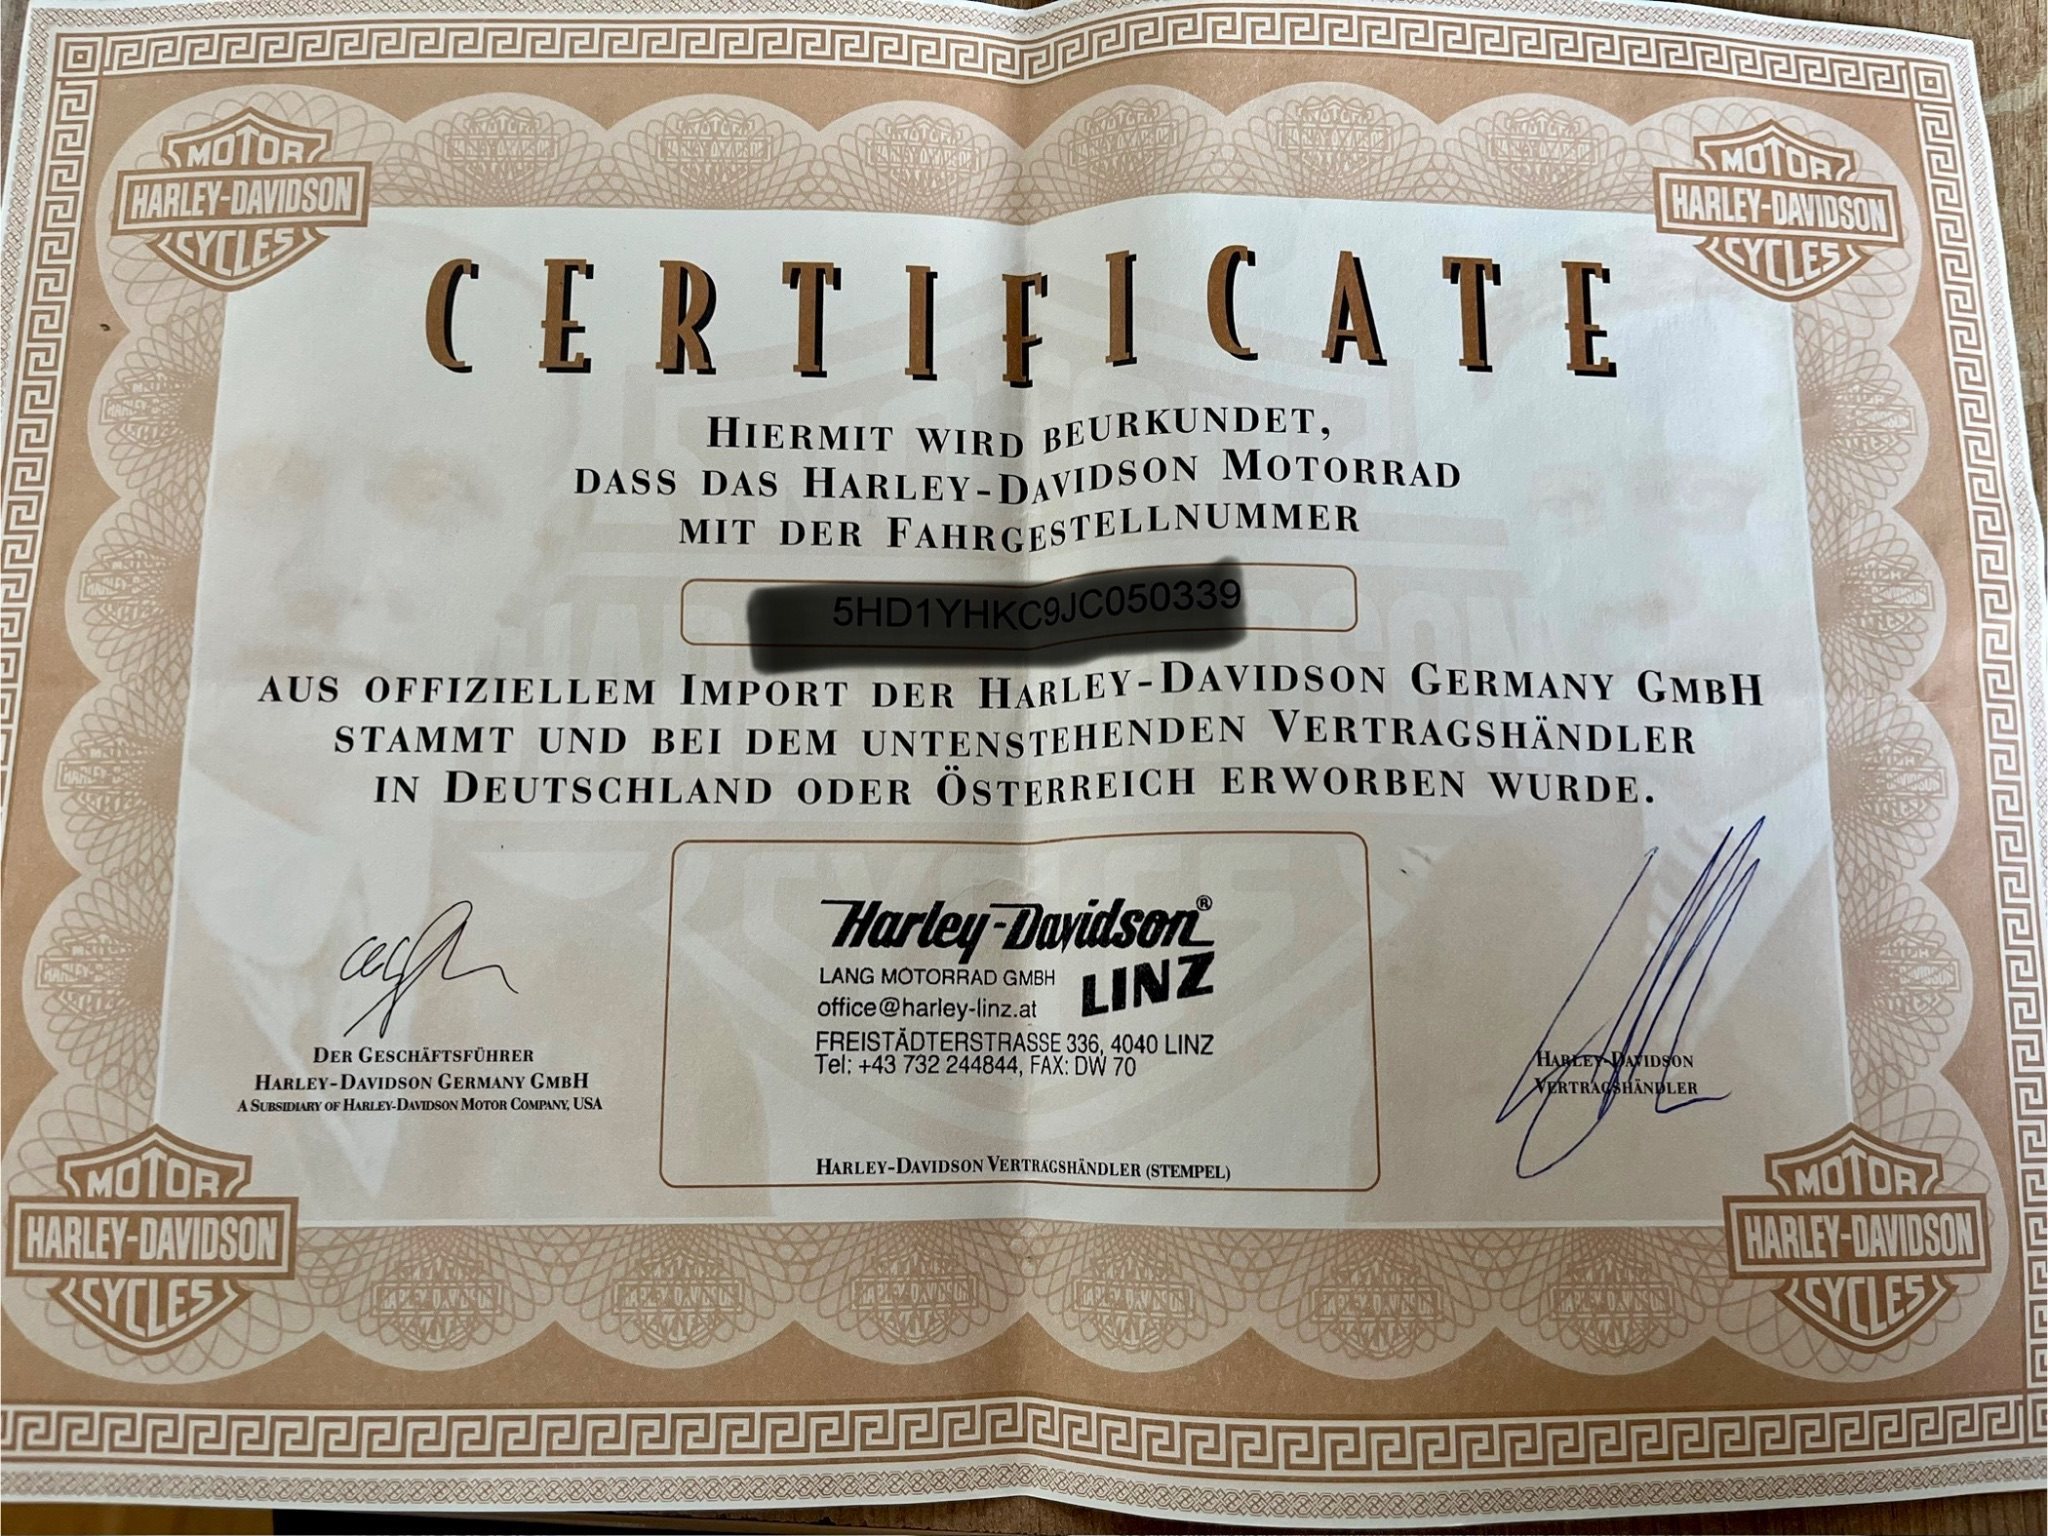 MOTOR
HARLEY-DAVIDSON
CYCLES
MOTOR
HARLEY-DAVIDSON
CYCLES
CERTIFICATE
HIERMIT WIRD BEURKUNDET,
DASS DAS HARLEY-DAVIDSON MOTORRAD
MIT DER FAHRGESTELLNUMMER
5HD1YHKC9JC050339
AUS OFFIZIELLEM IMPORT DER HARLEY-DAVIDSON GERMANY GMBH
STAMMT UND BEI DEM UNTENSTEHENDEN VERTRAGSHÄNDLER
IN DEUTSCHLAND ODER ÖSTERREICH ERWORBEN WURDE.
Harley-Davidson®
LANG MOTORRAD GMBH LINZ
office@harley-linz.at
FREISTÄDTERSTRASSE 336, 4040 LINZ
Tel: +43 732 244844, FAX: DW 70
HARLEY-DAVIDSON VERTRAGSHÄNDLER (STEMPEL)
DER GESCHÄFTSFÜHRER
HARLEY-DAVIDSON GERMANY GMBH
A SUBSIDIARY OF HARLEY-DAVIDSON MOTOR COMPANY, USA
HARLEY-DAVIDSON
VERTRAGSHÄNDLER
MOTOR
HARLEY-DAVIDSON
CYCLES
MOTOR
HARLEY-DAVIDSON
CYCLES